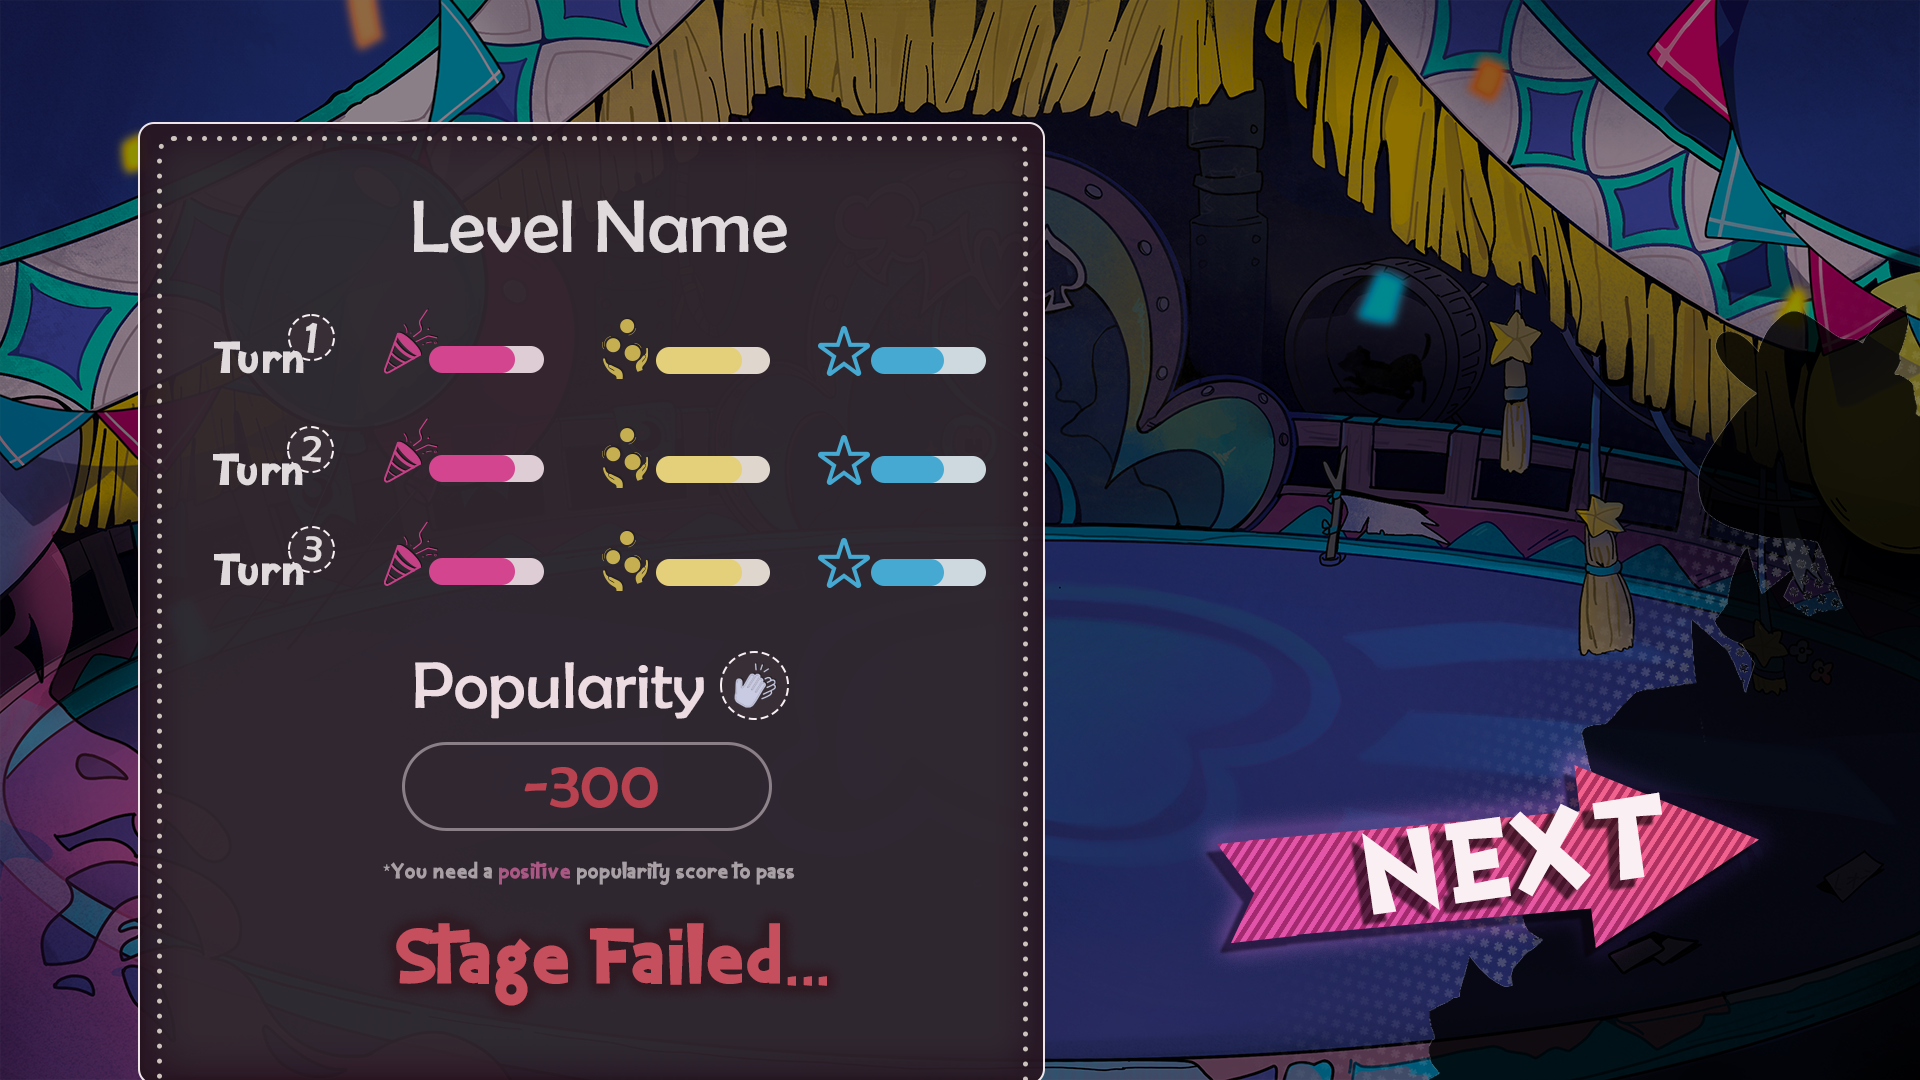 Level Name
Turn 1
Turn 2
Turn 3
Popularity
-300
*You need a positive popularity score to pass
Stage Failed...
NEXT